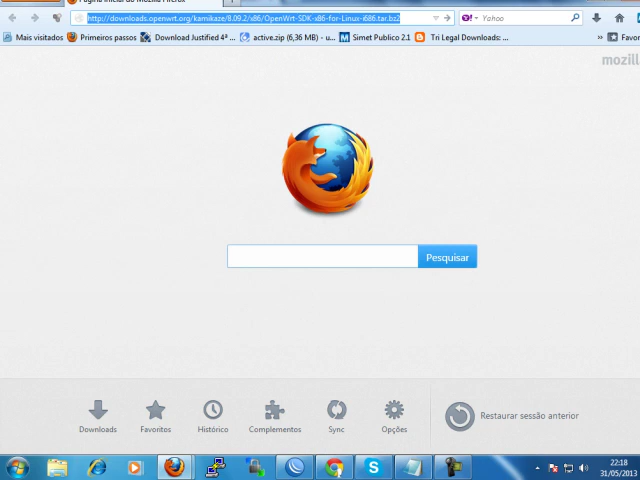 Página Inicial do Mozilla Firefox
http://downloads.openwrt.org/kamikaze/8.09.2/x86/OpenWrt-SDK-x86-for-Linux-i686.tar.bz2
Yahoo
Mais visitados Primeiros passos Download Justified 4ª ... active.zip (6,36 MB) - u... Simet Publico 2.1 Tri Legal Downloads: ... » Favor
mozill
Pesquisar
Downloads Favoritos Histórico Complementos Sync Opções Restaurar sessão anterior
22:18
31/05/2013